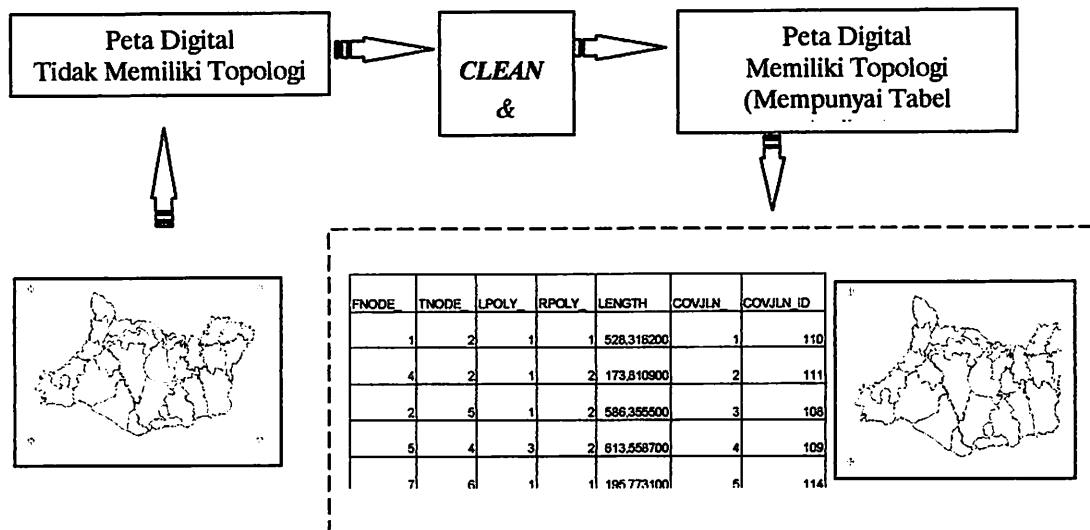 Peta Digital
Tidak Memiliki Topologi
CLEAN
&
Peta Digital
Memiliki Topologi
(Mempunyai Tabel
FNODE_ TNODE_ LPOLY_ RPOLY_ LENGTH COVJLN_ COVJLN_ID
1 2 1 1 528,318200 1 110
4 2 1 2 173,810900 2 111
2 5 1 2 586,355500 3 108
5 4 3 2 613,558700 4 109
7 6 1 1 195,773100 5 114